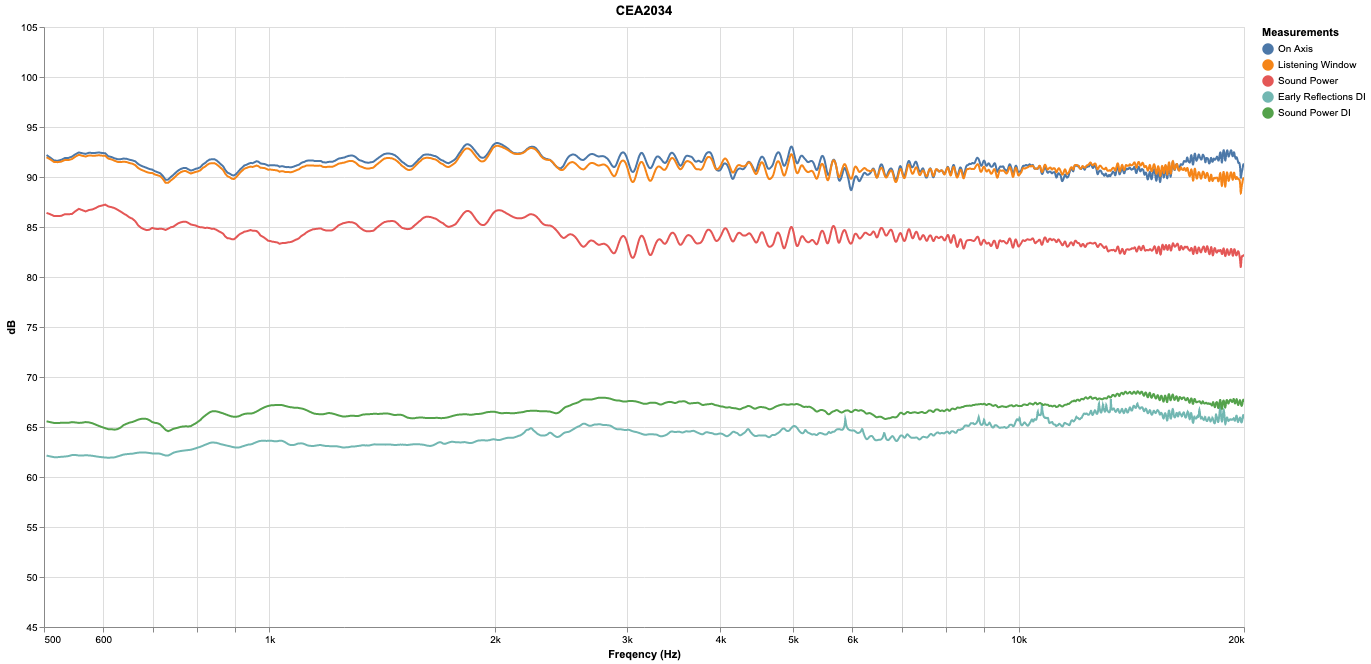 CEA2034
Measurements
On Axis
Listening Window
Sound Power
Early Reflections DI
Sound Power DI
dB
105
100
95
90
85
80
75
70
65
60
55
50
45
500 600 1k 2k 3k 4k 5k 6k 10k 20k
Freqency (Hz)